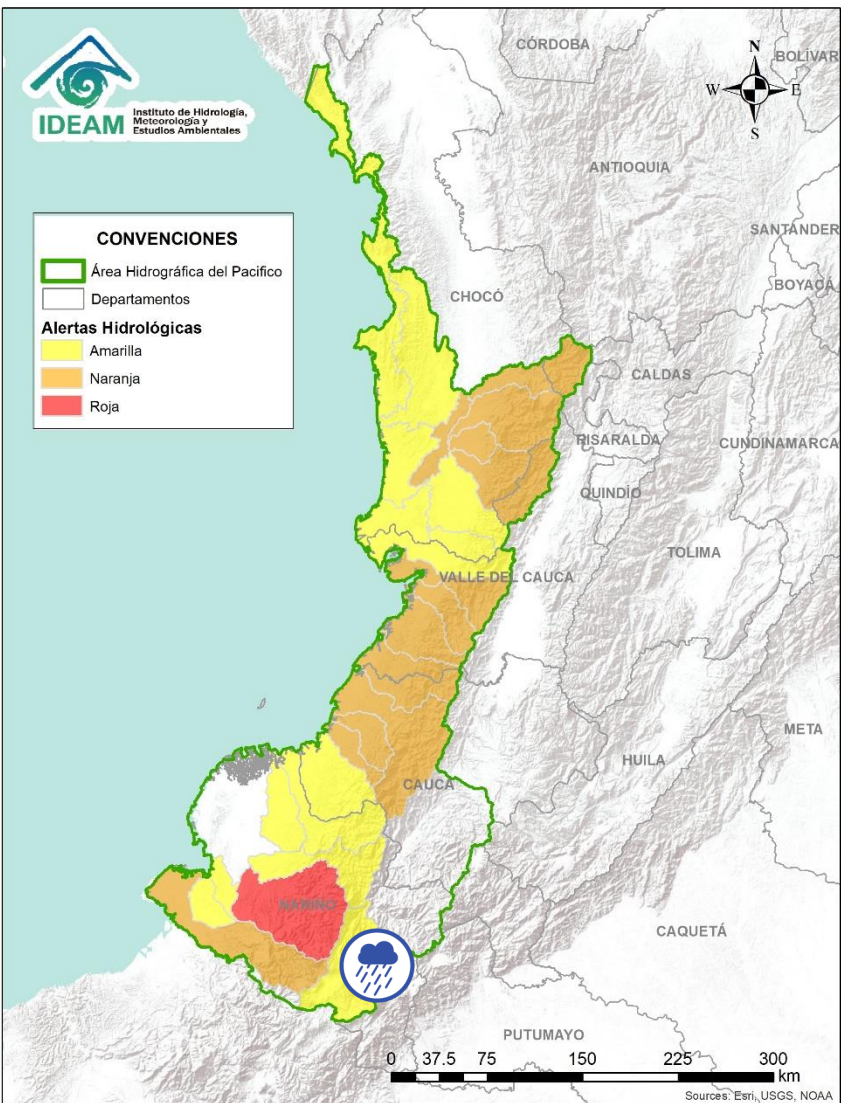 IDEAM
Instituto de Hidrología,
Meteorología y
Estudios Ambientales
N
W
E
S
CÓRDOBA
BOLÍVAR
ANTIOQUIA
SANTANDER
BOYACÁ
CONVENCIONES
Área Hidrográfica del Pacifico
Departamentos
Alertas Hidrológicas
Amarilla
Naranja
Roja
CHOCÓ
CALDAS
RISARALDA
CUNDINAMARCA
QUINDÍO
TOLIMA
VALLE DEL CAUCA
META
HUILA
CAUCA
NARIÑO
CAQUETÁ
PUTUMAYO
0 37.5 75 150 225 300
km
Sources: Esri, USGS, NOAA